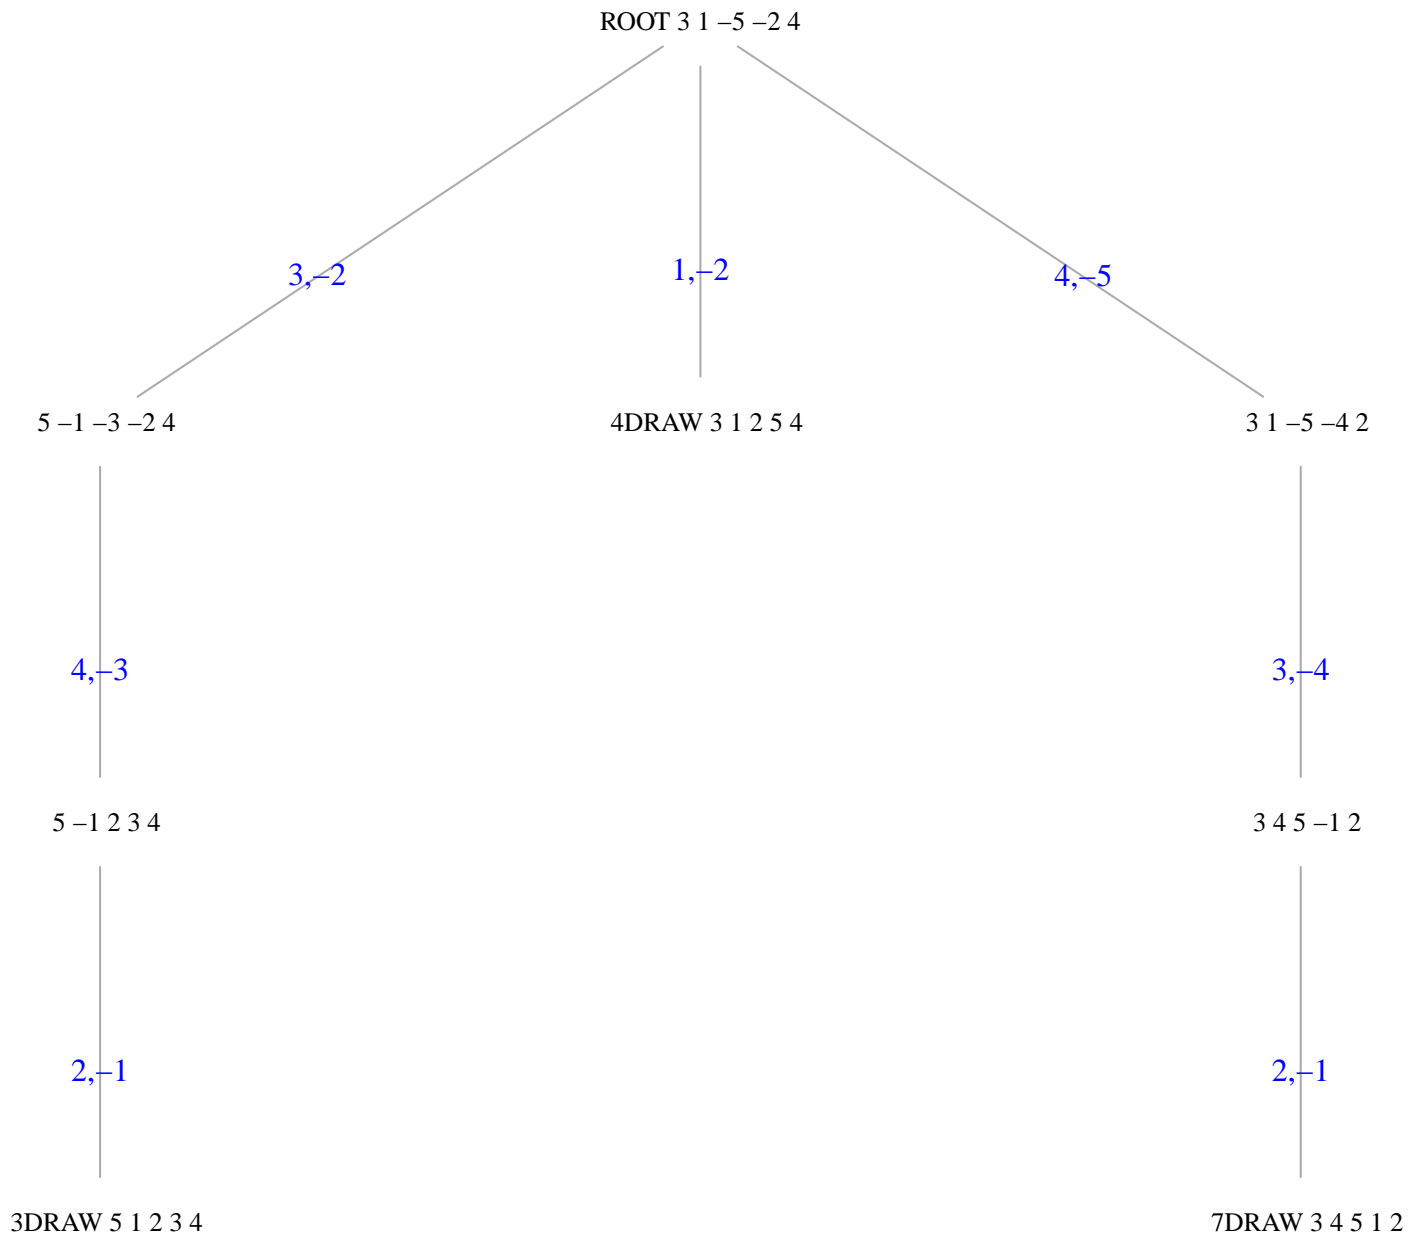 ROOT 3 1 –5 –2 4
3,–2
1,–2
4,–5
5 –1 –3 –2 4
4DRAW 3 1 2 5 4
3 1 –5 –4 2
4,–3
3,–4
5 –1 2 3 4
3 4 5 –1 2
2,–1
2,–1
3DRAW 5 1 2 3 4
7DRAW 3 4 5 1 2